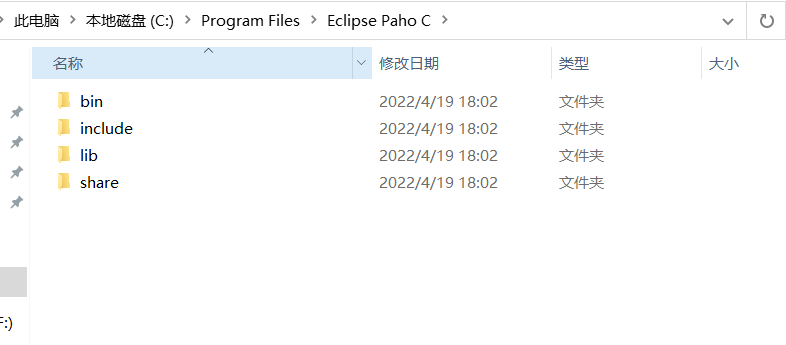 此电脑 > 本地磁盘 (C:) > Program Files > Eclipse Paho C >
名称 修改日期 类型 大小
bin 2022/4/19 18:02 文件夹
include 2022/4/19 18:02 文件夹
lib 2022/4/19 18:02 文件夹
share 2022/4/19 18:02 文件夹